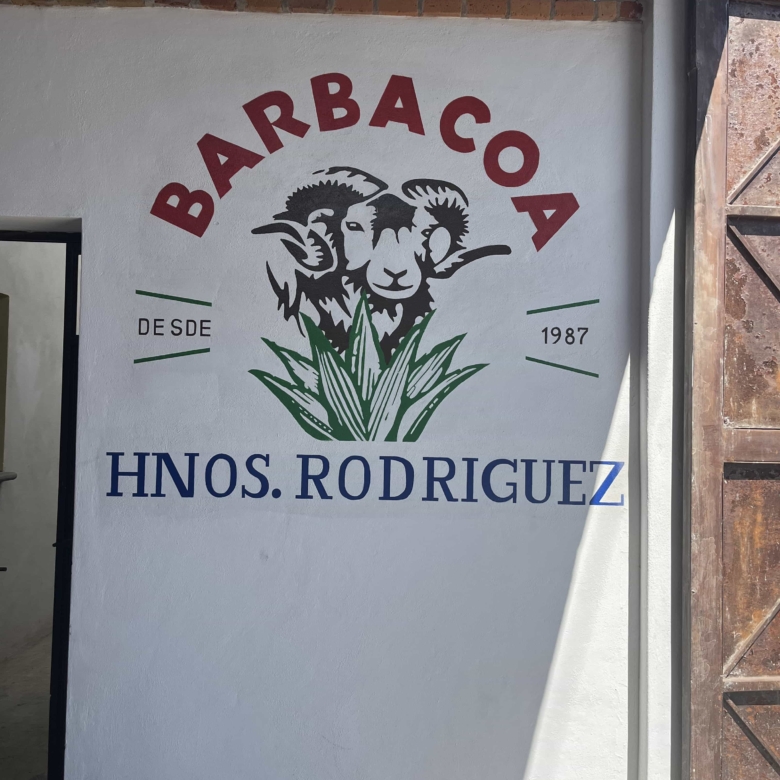 BARBACOA
DESDE
1987
HNOS. RODRIGUEZ